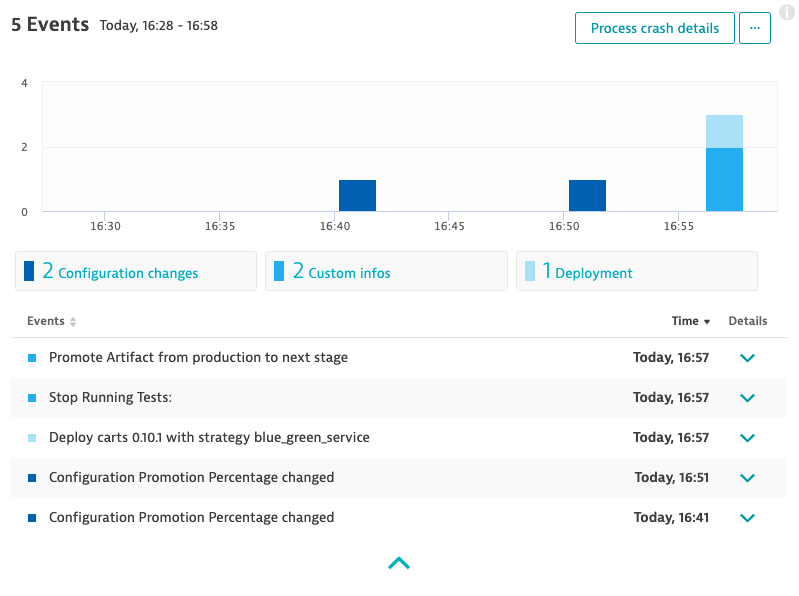 5 Events Today, 16:28 - 16:58
Process crash details ...
4
2
0
16:30 16:35 16:40 16:45 16:50 16:55
2 Configuration changes 2 Custom infos 1 Deployment
Events Time Details
Promote Artifact from production to next stage Today, 16:57
Stop Running Tests: Today, 16:57
Deploy carts 0.10.1 with strategy blue_green_service Today, 16:57
Configuration Promotion Percentage changed Today, 16:51
Configuration Promotion Percentage changed Today, 16:41